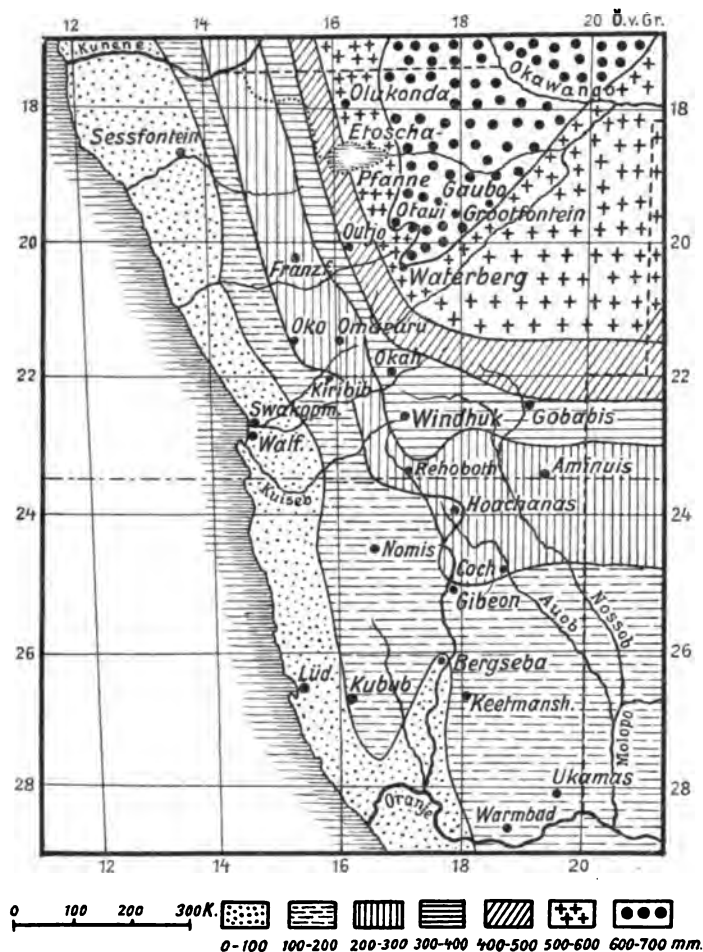 12 14 16 18 20 Ö.v.Gr.
Kunene
Okawango
18 Olukonda 18
Sessfontein
Etoscha-
Pfanne
Gaubo
Otaui Grootfontein
20 Outjo 20
Franzf.
Waterberg
Oko Omaruru
Okah
22 Kiribib 22
Swakopm. Windhuk Gobabis
Walf.
Rehoboth Aminuis
Kuiseb
24 Hoachanas 24
Nomis
Coch
Gibeon
Auob Nossob
26 Bergseba 26
Lüd. Kubub Keetmansh.
Molopo
28 Ukamas 28
Oranje
Warmbad
12 14 16 18 20
0 100 200 300 K.
0-100 100-200 200-300 300-400 400-500 500-600 600-700 mm.